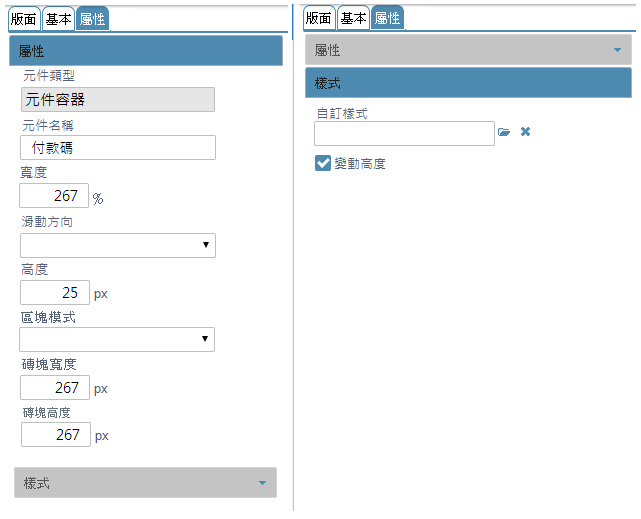 版面 基本 屬性
屬性
元件類型
元件容器
元件名稱
付款碼
寬度
267 %
滑動方向
高度
25 px
區塊模式
磚塊寬度
267 px
磚塊高度
267 px
樣式
版面 基本 屬性
屬性
樣式
自訂樣式
變動高度